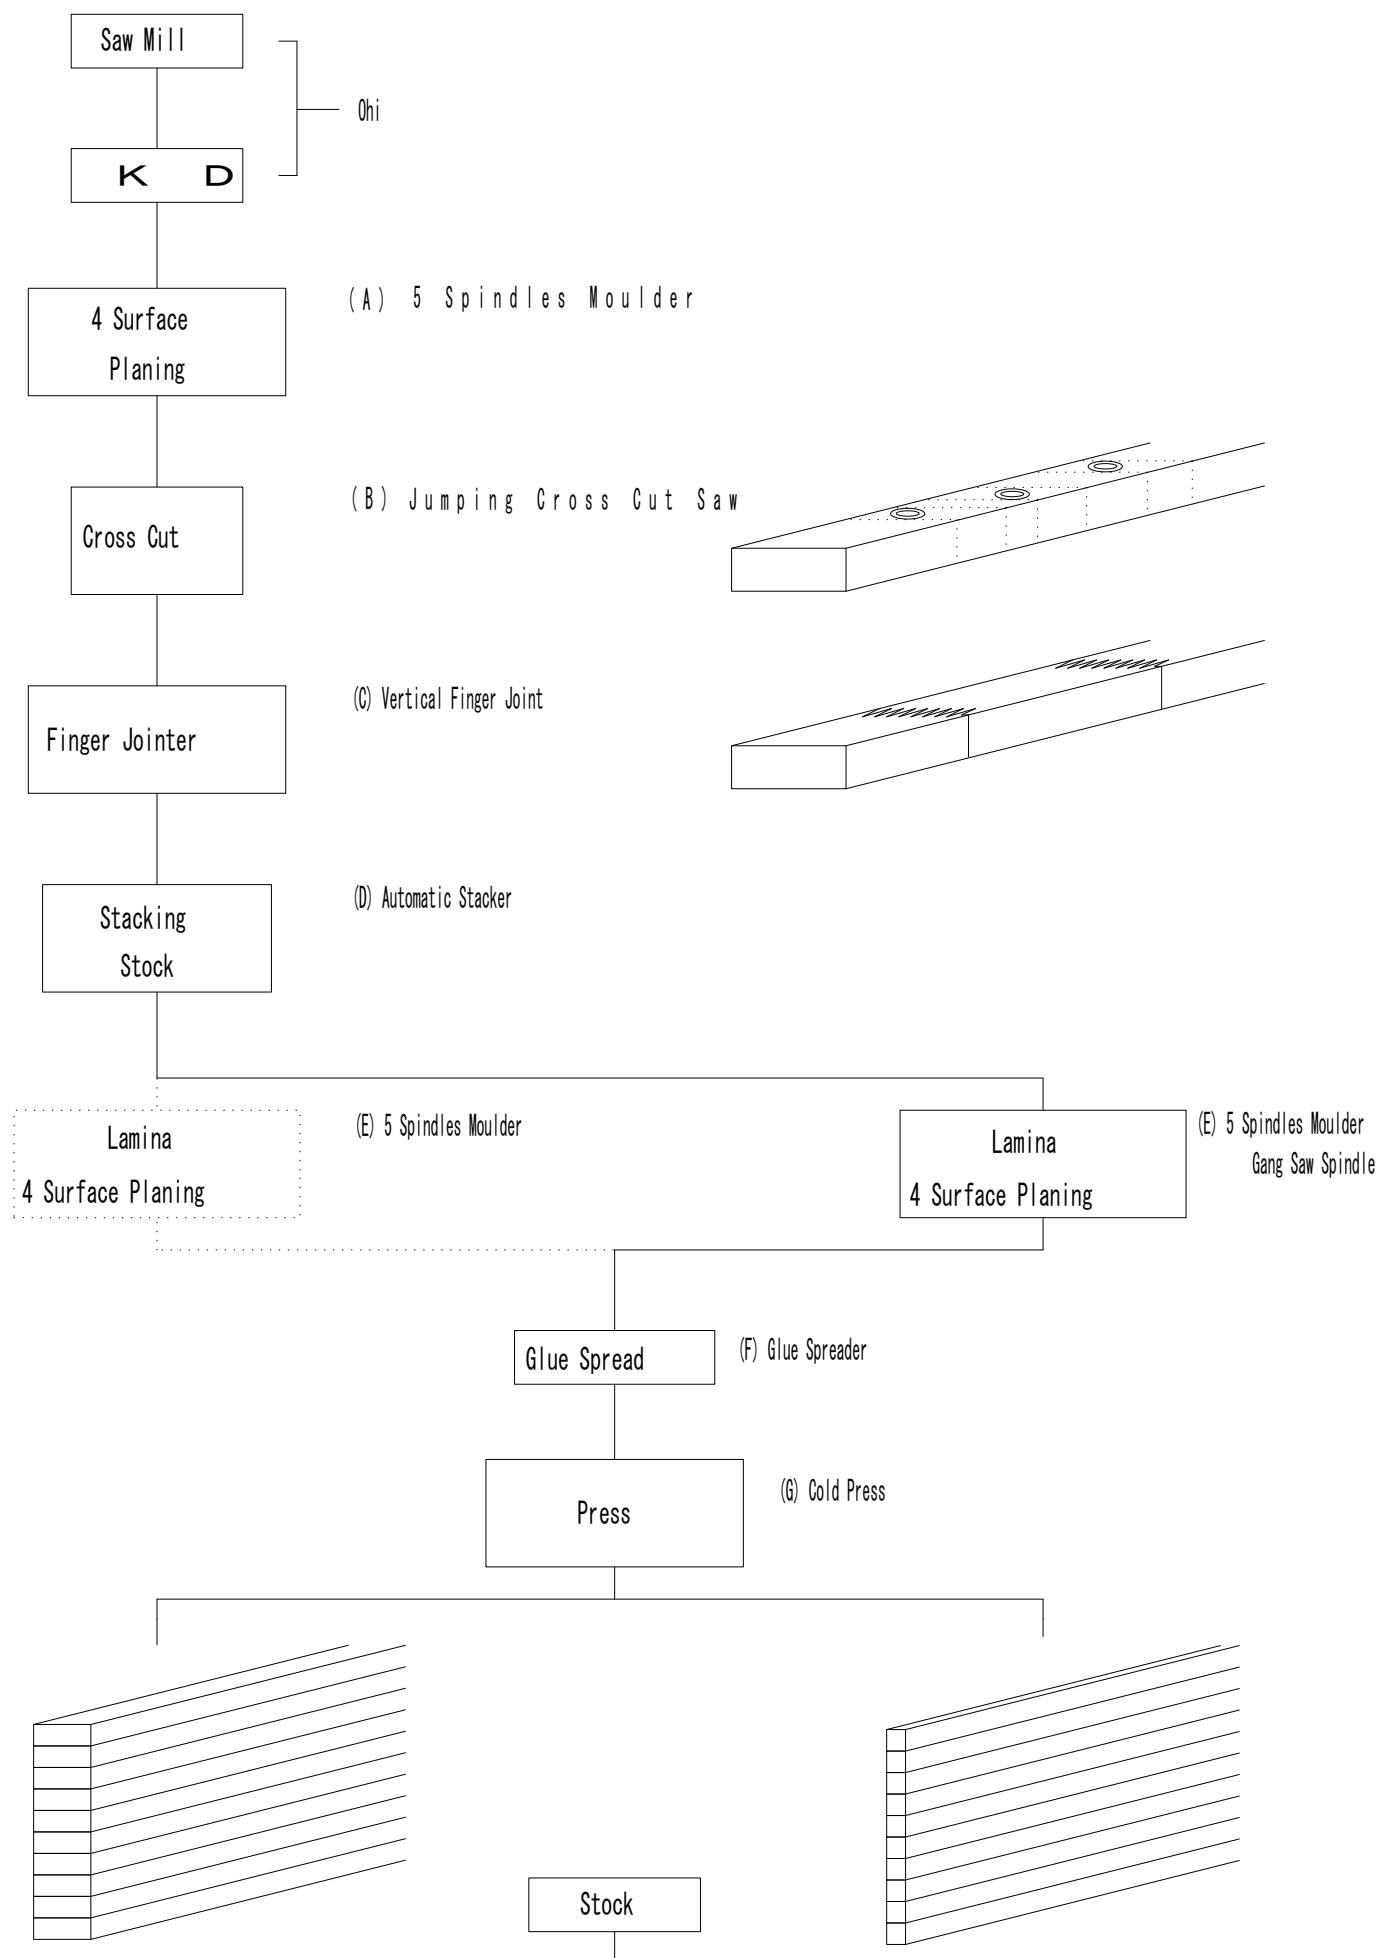 Saw Mill
Ohi
K D
4 Surface
Planing
(A) 5 Spindles Moulder
Cross Cut
(B) Jumping Cross Cut Saw
Finger Jointer
(C) Vertical Finger Joint
Stacking
Stock
(D) Automatic Stacker
Lamina
4 Surface Planing
(E) 5 Spindles Moulder
Lamina
4 Surface Planing
(E) 5 Spindles Moulder
Gang Saw Spindle
Glue Spread
(F) Glue Spreader
Press
(G) Cold Press
Stock